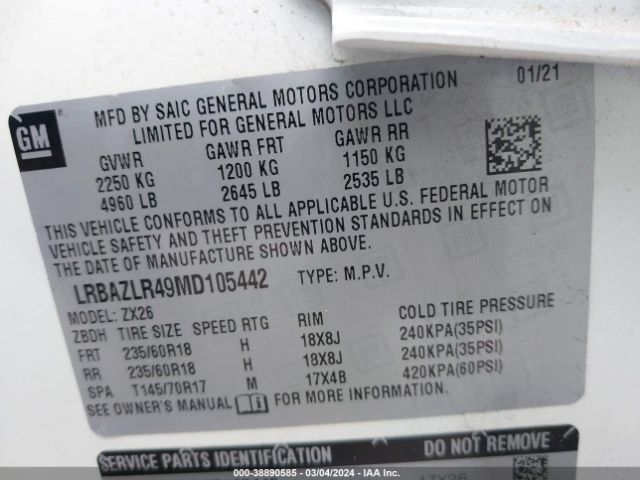 GM
MFD BY SAIC GENERAL MOTORS CORPORATION 01/21
LIMITED FOR GENERAL MOTORS LLC
GVWR GAWR FRT GAWR RR
2250 KG 1200 KG 1150 KG
4960 LB 2645 LB 2535 LB
THIS VEHICLE CONFORMS TO ALL APPLICABLE U.S. FEDERAL MOTOR
VEHICLE SAFETY AND THEFT PREVENTION STANDARDS IN EFFECT ON
THE DATE OF MANUFACTURE SHOWN ABOVE.
LRBAZLR49MD105442 TYPE: M.P.V.
MODEL: ZX26
ZBDH TIRE SIZE SPEED RTG RIM COLD TIRE PRESSURE
FRT 235/60R18 H 18X8J 240KPA(35PSI)
RR 235/60R18 H 18X8J 240KPA(35PSI)
SPA T145/70R17 M 17X4B 420KPA(60PSI)
SEE OWNER'S MANUAL FOR MORE INFORMATION.
SERVICE PARTS IDENTIFICATION DO NOT REMOVE
000-38890585 - 03/04/2024 - IAA Inc.